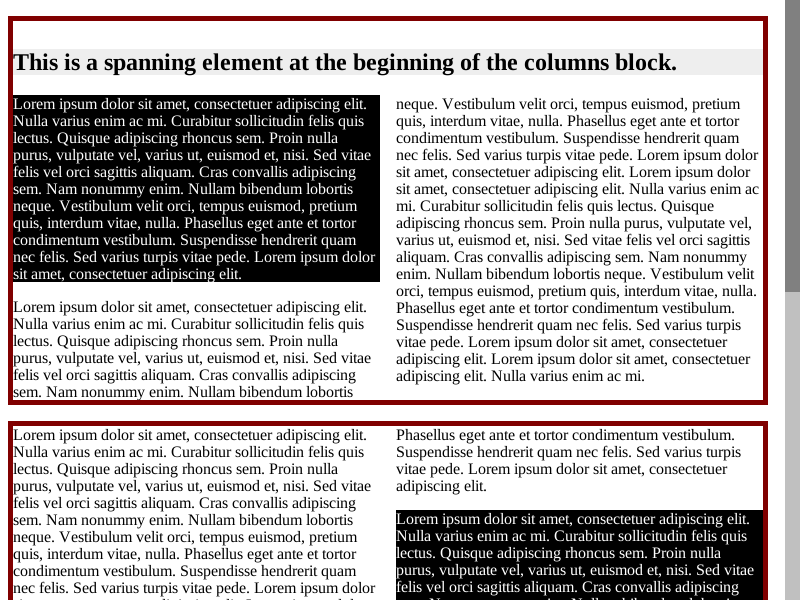 This is a spanning element at the beginning of the columns block.
Lorem ipsum dolor sit amet, consectetuer adipiscing elit.
Nulla varius enim ac mi. Curabitur sollicitudin felis quis
lectus. Quisque adipiscing rhoncus sem. Proin nulla
purus, vulputate vel, varius ut, euismod et, nisi. Sed vitae
felis vel orci sagittis aliquam. Cras convallis adipiscing
sem. Nam nonummy enim. Nullam bibendum lobortis
neque. Vestibulum velit orci, tempus euismod, pretium
quis, interdum vitae, nulla. Phasellus eget ante et tortor
condimentum vestibulum. Suspendisse hendrerit quam
nec felis. Sed varius turpis vitae pede. Lorem ipsum dolor
sit amet, consectetuer adipiscing elit.
Lorem ipsum dolor sit amet, consectetuer adipiscing elit.
Nulla varius enim ac mi. Curabitur sollicitudin felis quis
lectus. Quisque adipiscing rhoncus sem. Proin nulla
purus, vulputate vel, varius ut, euismod et, nisi. Sed vitae
felis vel orci sagittis aliquam. Cras convallis adipiscing
sem. Nam nonummy enim. Nullam bibendum lobortis
neque. Vestibulum velit orci, tempus euismod, pretium
quis, interdum vitae, nulla. Phasellus eget ante et tortor
condimentum vestibulum. Suspendisse hendrerit quam
nec felis. Sed varius turpis vitae pede. Lorem ipsum dolor
sit amet, consectetuer adipiscing elit. Lorem ipsum dolor
sit amet, consectetuer adipiscing elit. Nulla varius enim ac
mi. Curabitur sollicitudin felis quis lectus. Quisque
adipiscing rhoncus sem. Proin nulla purus, vulputate vel,
varius ut, euismod et, nisi. Sed vitae felis vel orci sagittis
aliquam. Cras convallis adipiscing sem. Nam nonummy
enim. Nullam bibendum lobortis neque. Vestibulum velit
orci, tempus euismod, pretium quis, interdum vitae, nulla.
Phasellus eget ante et tortor condimentum vestibulum.
Suspendisse hendrerit quam nec felis. Sed varius turpis
vitae pede. Lorem ipsum dolor sit amet, consectetuer
adipiscing elit. Lorem ipsum dolor sit amet, consectetuer
adipiscing elit. Nulla varius enim ac mi.
Lorem ipsum dolor sit amet, consectetuer adipiscing elit.
Nulla varius enim ac mi. Curabitur sollicitudin felis quis
lectus. Quisque adipiscing rhoncus sem. Proin nulla
purus, vulputate vel, varius ut, euismod et, nisi. Sed vitae
felis vel orci sagittis aliquam. Cras convallis adipiscing
sem. Nam nonummy enim. Nullam bibendum lobortis
neque. Vestibulum velit orci, tempus euismod, pretium
quis, interdum vitae, nulla. Phasellus eget ante et tortor
condimentum vestibulum. Suspendisse hendrerit quam
nec felis. Sed varius turpis vitae pede. Lorem ipsum dolor
Phasellus eget ante et tortor condimentum vestibulum.
Suspendisse hendrerit quam nec felis. Sed varius turpis
vitae pede. Lorem ipsum dolor sit amet, consectetuer
adipiscing elit.
Lorem ipsum dolor sit amet, consectetuer adipiscing elit.
Nulla varius enim ac mi. Curabitur sollicitudin felis quis
lectus. Quisque adipiscing rhoncus sem. Proin nulla
purus, vulputate vel, varius ut, euismod et, nisi. Sed vitae
felis vel orci sagittis aliquam. Cras convallis adipiscing